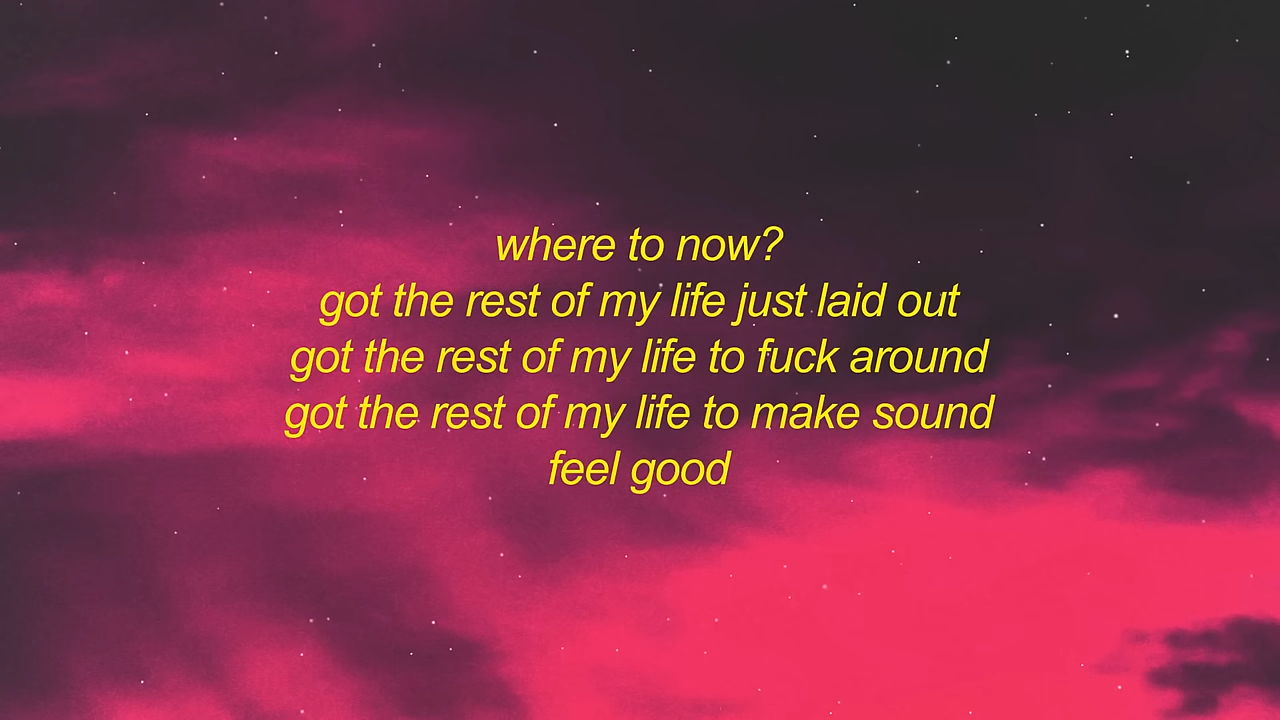 where to now?
got the rest of my life just laid out
got the rest of my life to fuck around
got the rest of my life to make sound
feel good